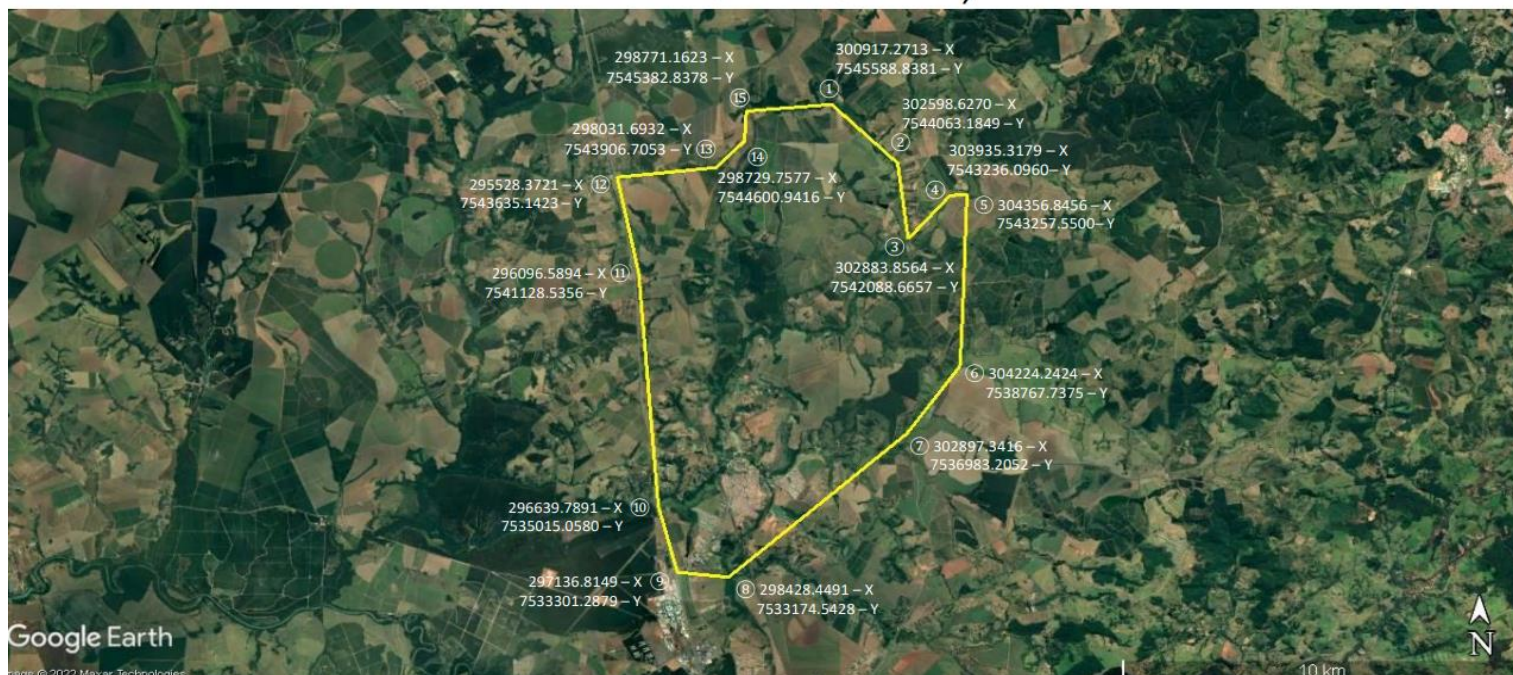 298771.1623 – X
7545382.8378 – Y
⑮
300917.2713 – X
7545588.8381 – Y
①
302598.6270 – X
7544063.1849 – Y
②
298031.6932 – X
7543906.7053 – Y ⑬
⑭
298729.7577 – X
7544600.9416 – Y
303935.3179 – X
7543236.0960 – Y
④
295528.3721 – X ⑫
7543635.1423 – Y
⑤ 304356.8456 – X
7543257.5500 – Y
③
302883.8564 – X
7542088.6657 – Y
296096.5894 – X ⑪
7541128.5356 – Y
⑥ 304224.2424 – X
7538767.7375 – Y
⑦ 302897.3416 – X
7536983.2052 – Y
296639.7891 – X ⑩
7535015.0580 – Y
297136.8149 – X ⑨
7533301.2879 – Y
⑧ 298428.4491 – X
7533174.5428 – Y
Google Earth
N
10 km
© 2022 Maxar Technologies